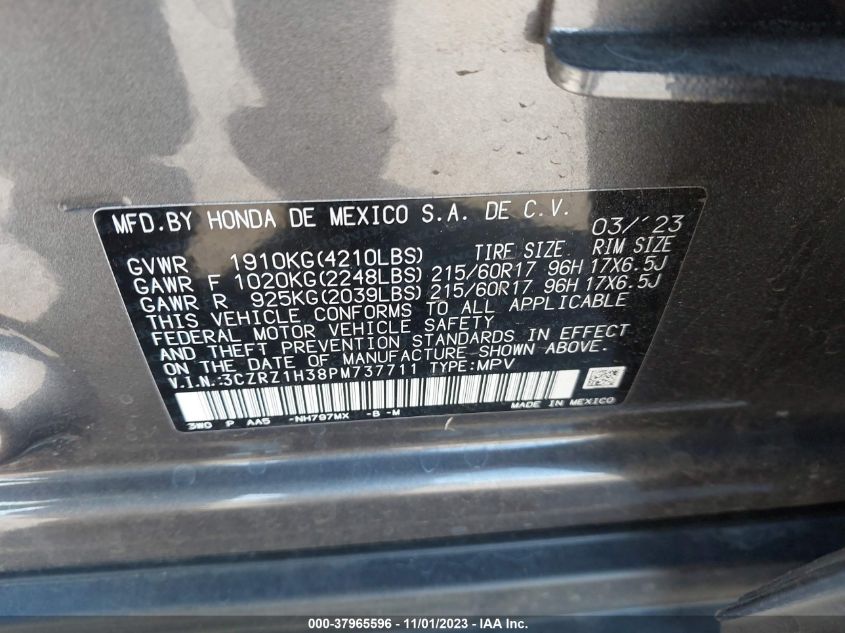 MFD.BY HONDA DE MEXICO S.A. DE C.V. 03/'23
TIRE SIZE RIM SIZE
GVWR 1910KG(4210LBS)
GAWR F 1020KG(2248LBS) 215/60R17 96H 17X6.5J
GAWR R 925KG(2039LBS) 215/60R17 96H 17X6.5J
THIS VEHICLE CONFORMS TO ALL APPLICABLE
FEDERAL MOTOR VEHICLE SAFETY
AND THEFT PREVENTION STANDARDS IN EFFECT
ON THE DATE OF MANUFACTURE SHOWN ABOVE.
V.I.N.:3CZRZ1H38PM737711 TYPE:MPV
3W0 P AA5 -NH797MX -B -M MADE IN MEXICO
000-37965596 - 11/01/2023 - IAA Inc.